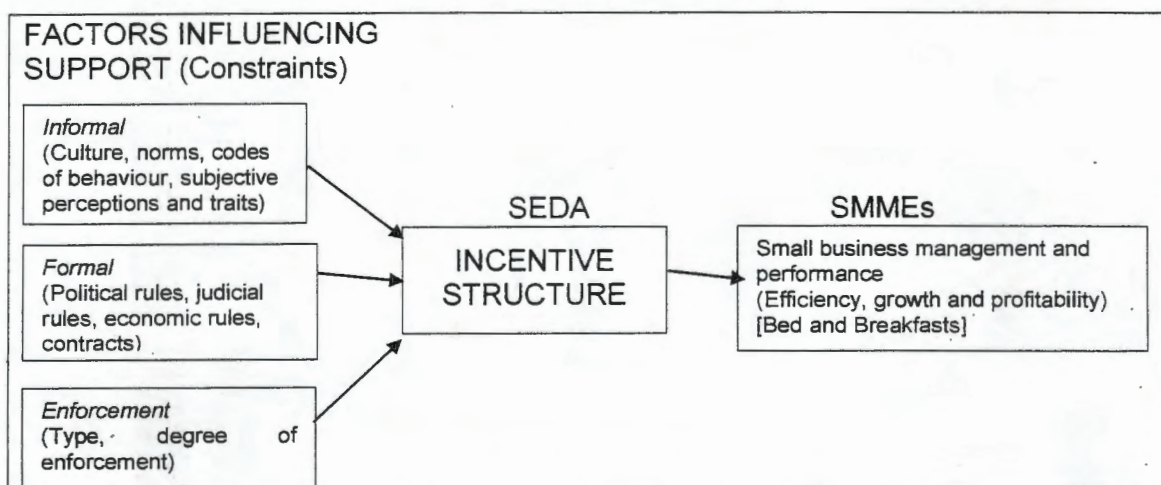 FACTORS INFLUENCING
SUPPORT (Constraints)
Informal
(Culture, norms, codes
of behaviour, subjective
perceptions and traits)
Formal
(Political rules, judicial
rules, economic rules,
contracts)
Enforcement
(Type, degree of
enforcement)
SEDA
INCENTIVE
STRUCTURE
SMMEs
Small business management and
performance
(Efficiency, growth and profitability)
[Bed and Breakfasts]